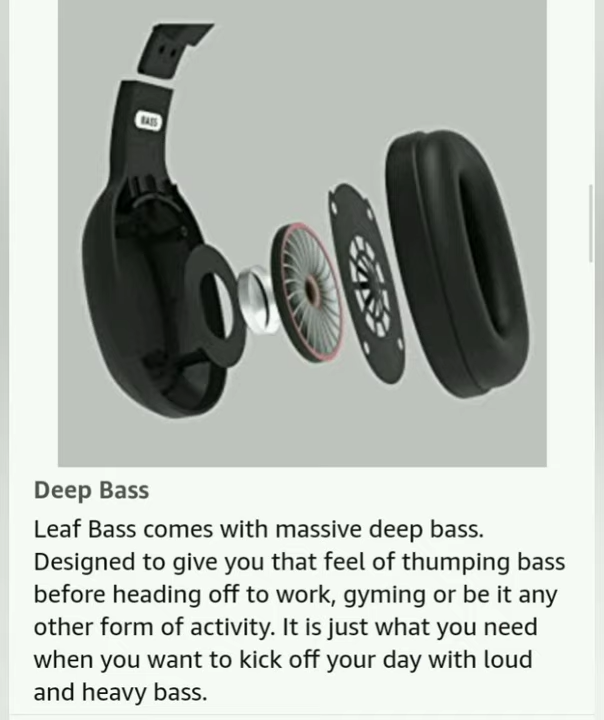 BASS
Deep Bass
Leaf Bass comes with massive deep bass.
Designed to give you that feel of thumping bass
before heading off to work, gyming or be it any
other form of activity. It is just what you need
when you want to kick off your day with loud
and heavy bass.